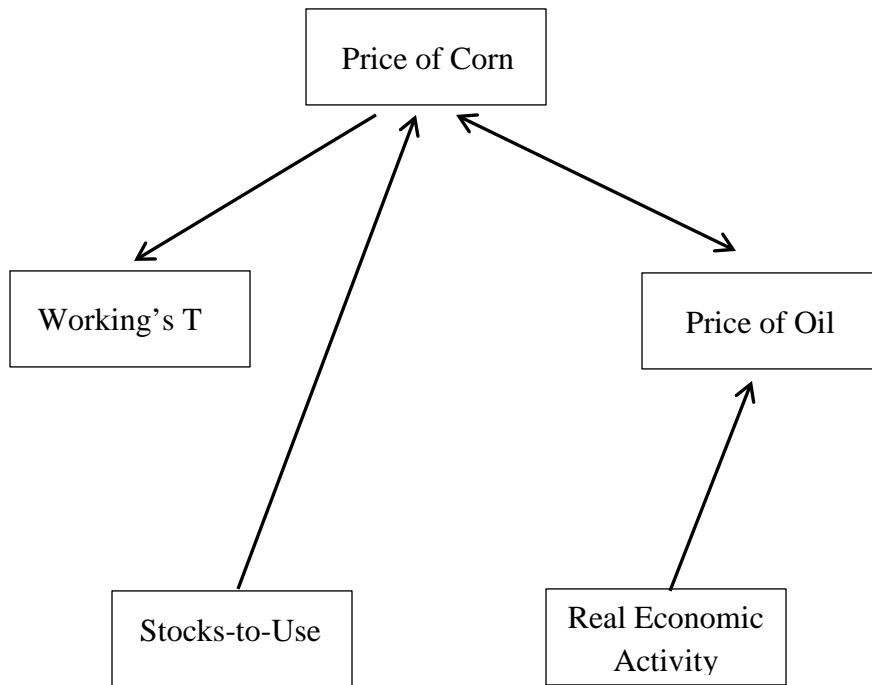 Price of Corn
Working’s T
Price of Oil
Stocks-to-Use
Real Economic
Activity